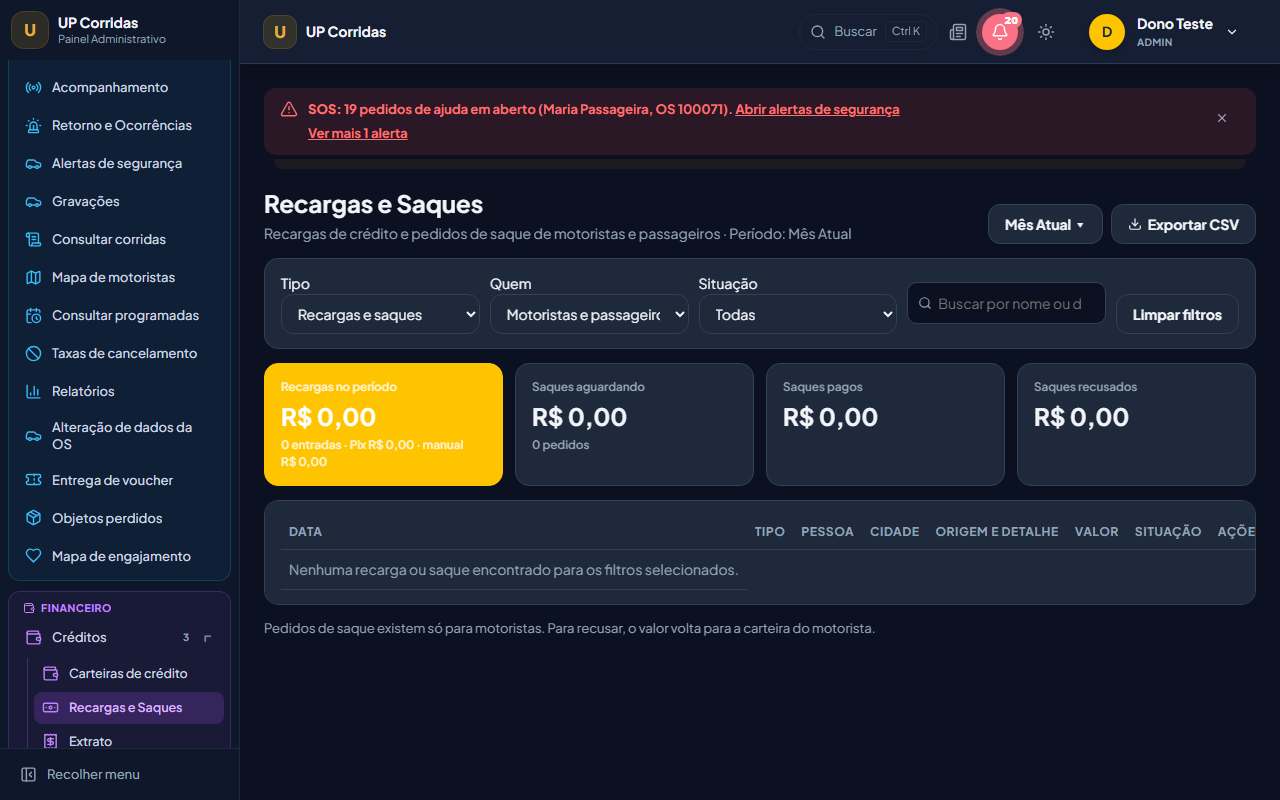 U
UP Corridas
Painel Administrativo
U
UP Corridas
Buscar
Ctrl K
20
D
Dono Teste
ADMIN
Acompanhamento
Retorno e Ocorrências
Alertas de segurança
Gravações
Consultar corridas
Mapa de motoristas
Consultar programadas
Taxas de cancelamento
Relatórios
Alteração de dados da
OS
Entrega de voucher
Objetos perdidos
Mapa de engajamento
FINANCEIRO
Créditos
3
Carteiras de crédito
Recargas e Saques
Extrato
Recolher menu
SOS: 19 pedidos de ajuda em aberto (Maria Passageira, OS 100071). Abrir alertas de segurança
Ver mais 1 alerta
Recargas e Saques
Recargas de crédito e pedidos de saque de motoristas e passageiros · Período: Mês Atual
Mês Atual
Exportar CSV
Tipo
Recargas e saques
Quem
Motoristas e passageiro
Situação
Todas
Buscar por nome ou d
Limpar filtros
Recargas no período
R$ 0,00
0 entradas · Pix R$ 0,00 · manual
R$ 0,00
Saques aguardando
R$ 0,00
0 pedidos
Saques pagos
R$ 0,00
Saques recusados
R$ 0,00
DATA TIPO PESSOA CIDADE ORIGEM E DETALHE VALOR SITUAÇÃO AÇÕE
Nenhuma recarga ou saque encontrado para os filtros selecionados.
Pedidos de saque existem só para motoristas. Para recusar, o valor volta para a carteira do motorista.